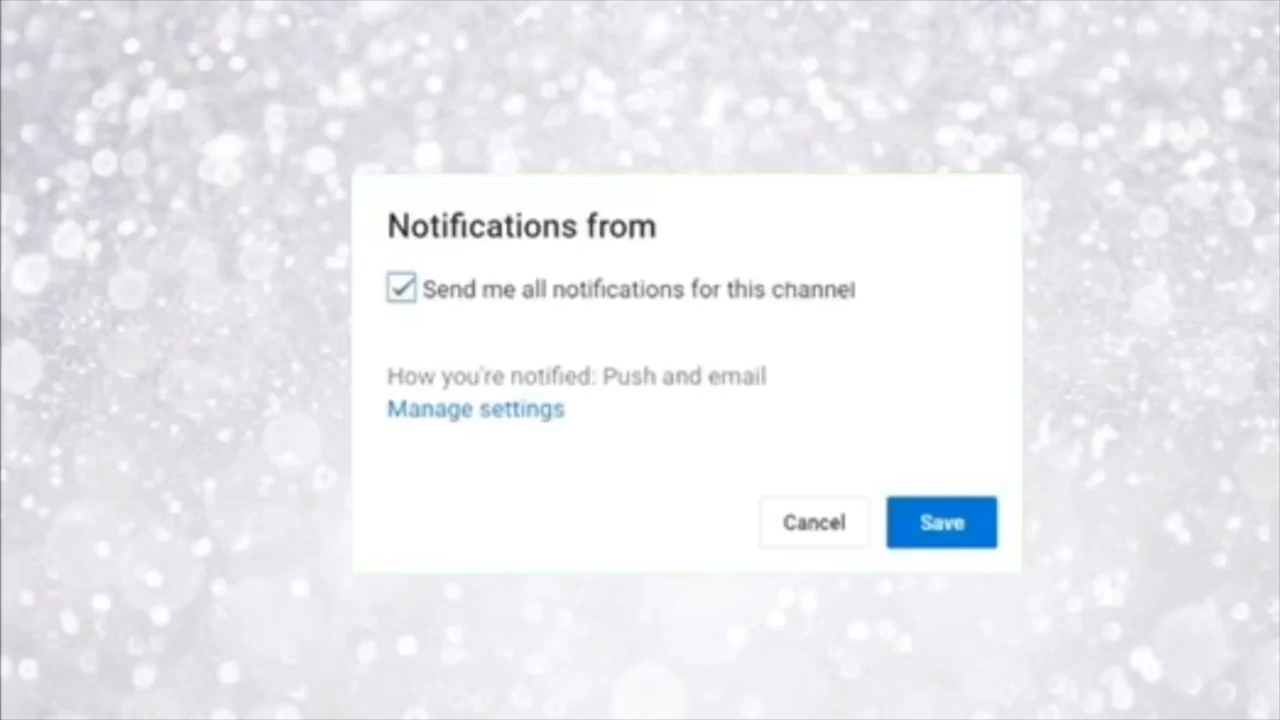 Notifications from
Send me all notifications for this channel
How you're notified: Push and email
Manage settings
Cancel
Save